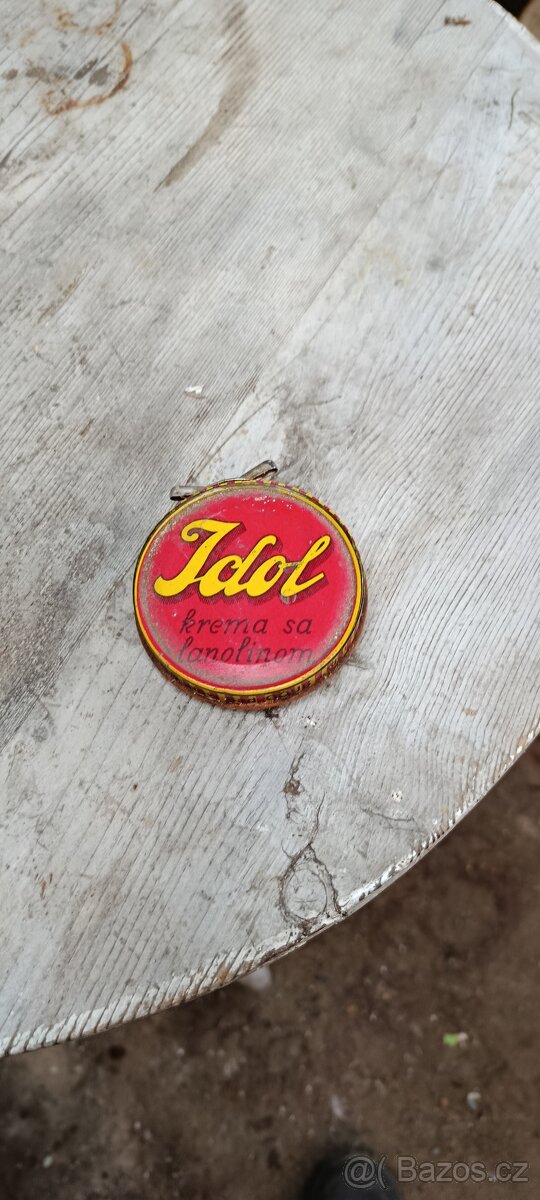 Idol
krema sa
lanolinom
@( Bazos.cz